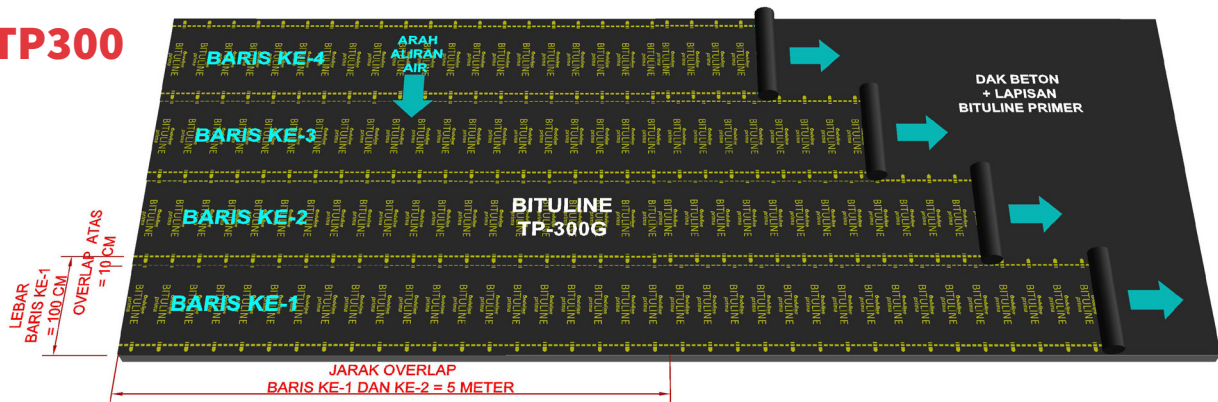 TP300
BARIS KE-4
ARAH
ALIRAN
AIR
DAK BETON
+ LAPISAN
BITULINE PRIMER
BARIS KE-3
BARIS KE-2
BITULINE
TP-300G
BARIS KE-1
OVERLAP ATAS
= 10 CM
LEBAR
BARIS KE-1
= 100 CM
JARAK OVERLAP
BARIS KE-1 DAN KE-2 = 5 METER